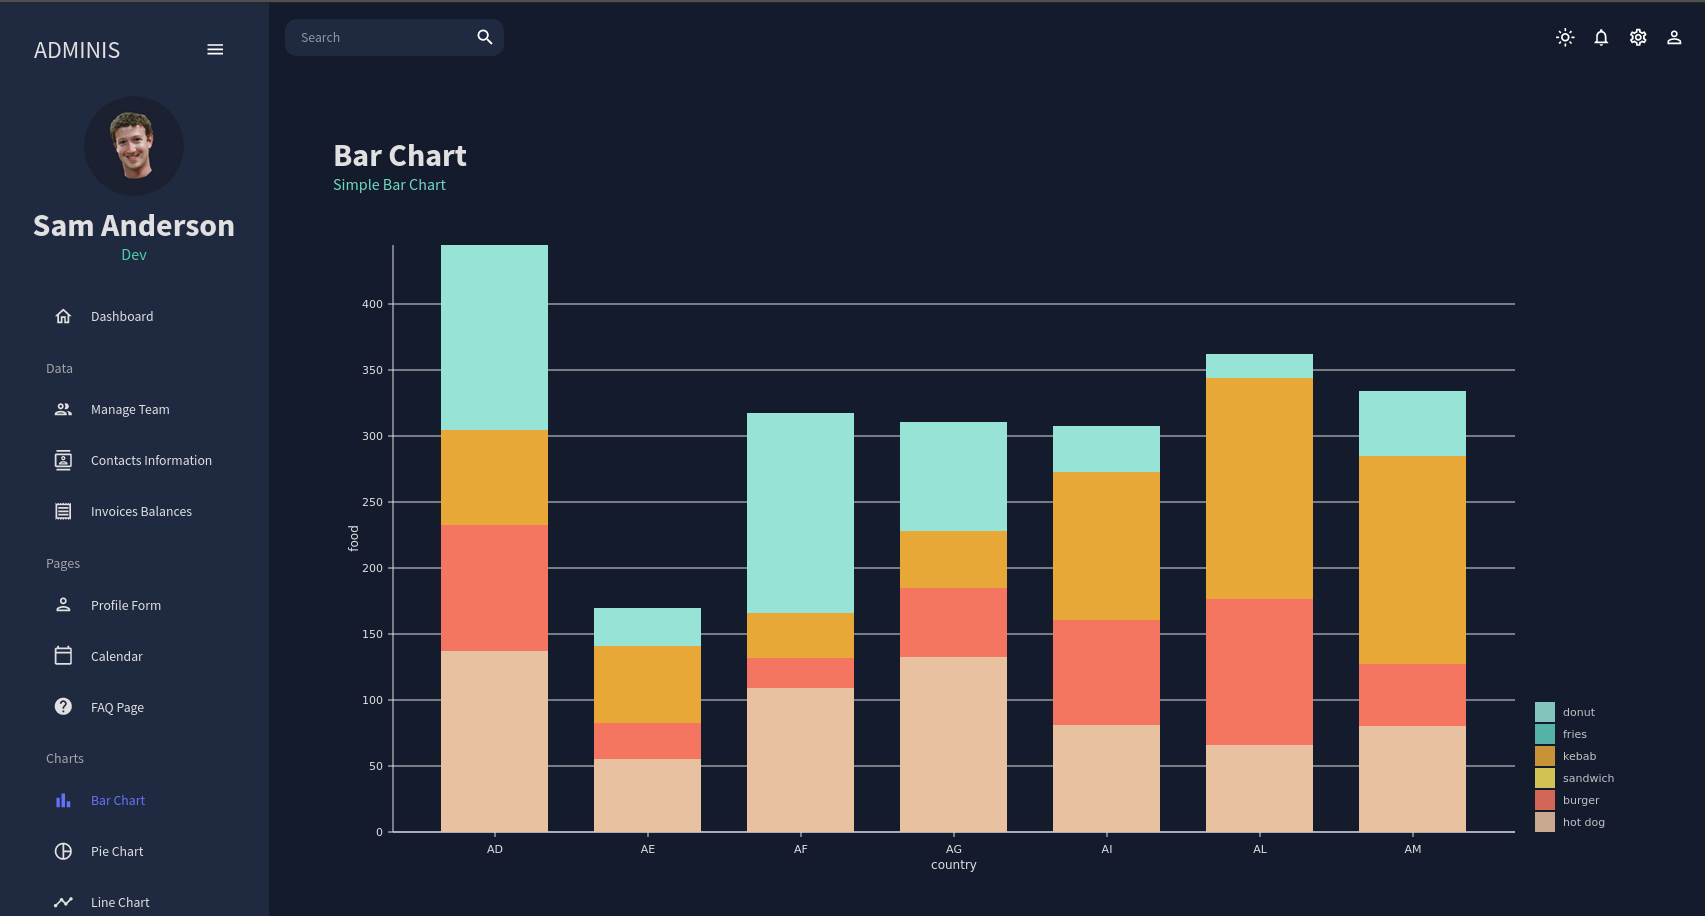 ADMINIS
Search
Sam Anderson
Dev
Dashboard
Data
Manage Team
Contacts Information
Invoices Balances
Pages
Profile Form
Calendar
FAQ Page
Charts
Bar Chart
Pie Chart
Line Chart
Bar Chart
Simple Bar Chart
400
350
300
250
200
150
100
50
0
food
AD AE AF AG AI AL AM
country
donut
fries
kebab
sandwich
burger
hot dog